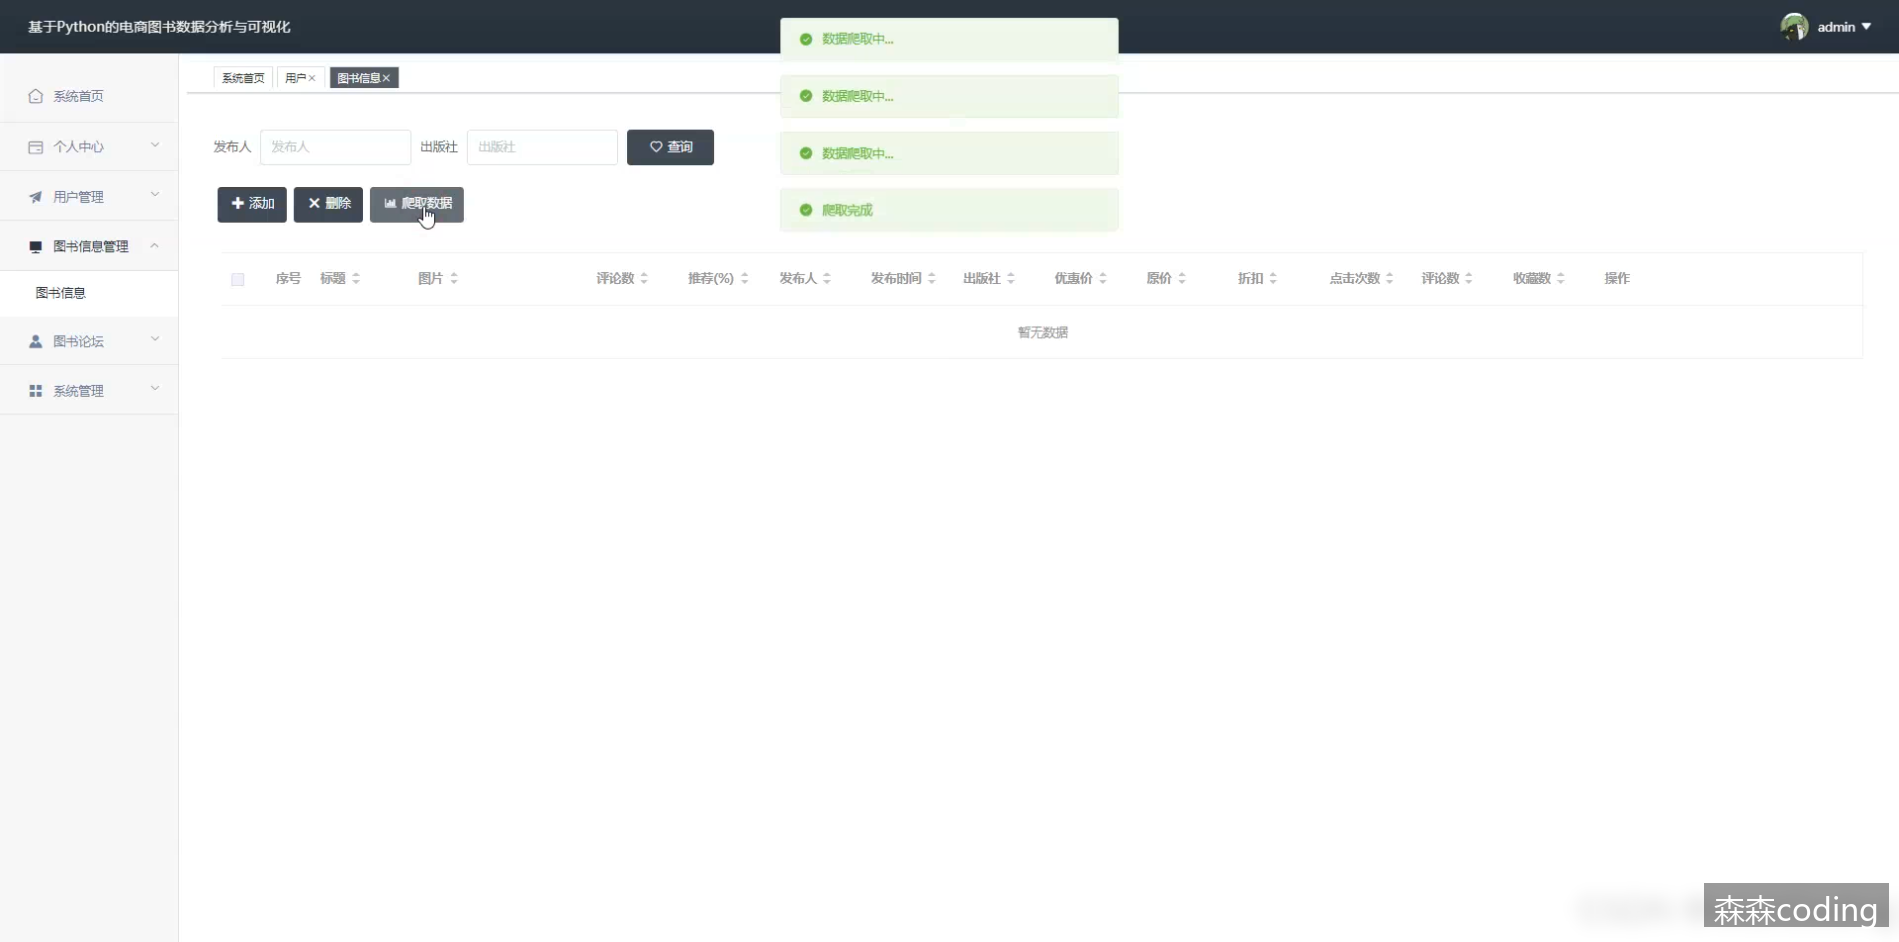 基于Python的电商图书数据分析与可视化
admin
数据爬取中...
数据爬取中...
数据爬取中...
爬取完成
系统首页
个人中心
用户管理
图书信息管理
图书信息
图书论坛
系统管理
系统首页 用户 图书信息
发布人 发布人 出版社 出版社 查询
添加 删除 爬取数据
序号 标题 图片 评论数 推荐(%) 发布人 发布时间 出版社 优惠价 原价 折扣 点击次数 评论数 收藏数 操作
暂无数据
森森coding